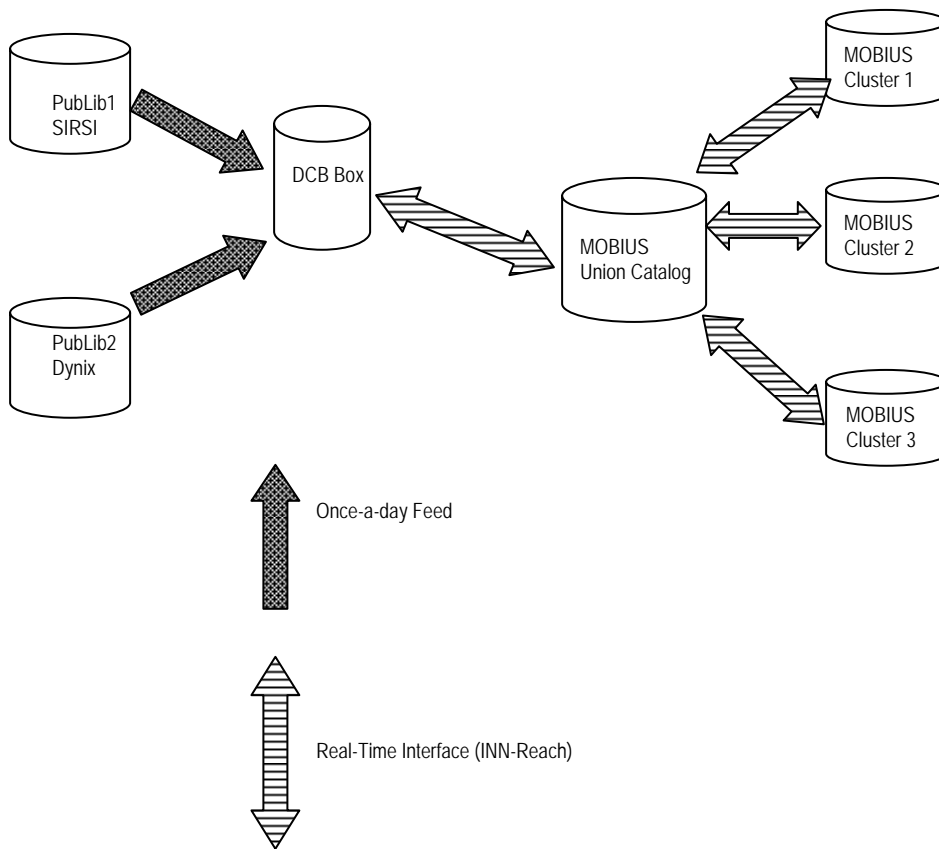 PubLib1
SIRSI
DCB Box
MOBIUS
Cluster 1
MOBIUS
Union Catalog
MOBIUS
Cluster 2
PubLib2
Dynix
MOBIUS
Cluster 3
Once-a-day Feed
Real-Time Interface (INN-Reach)